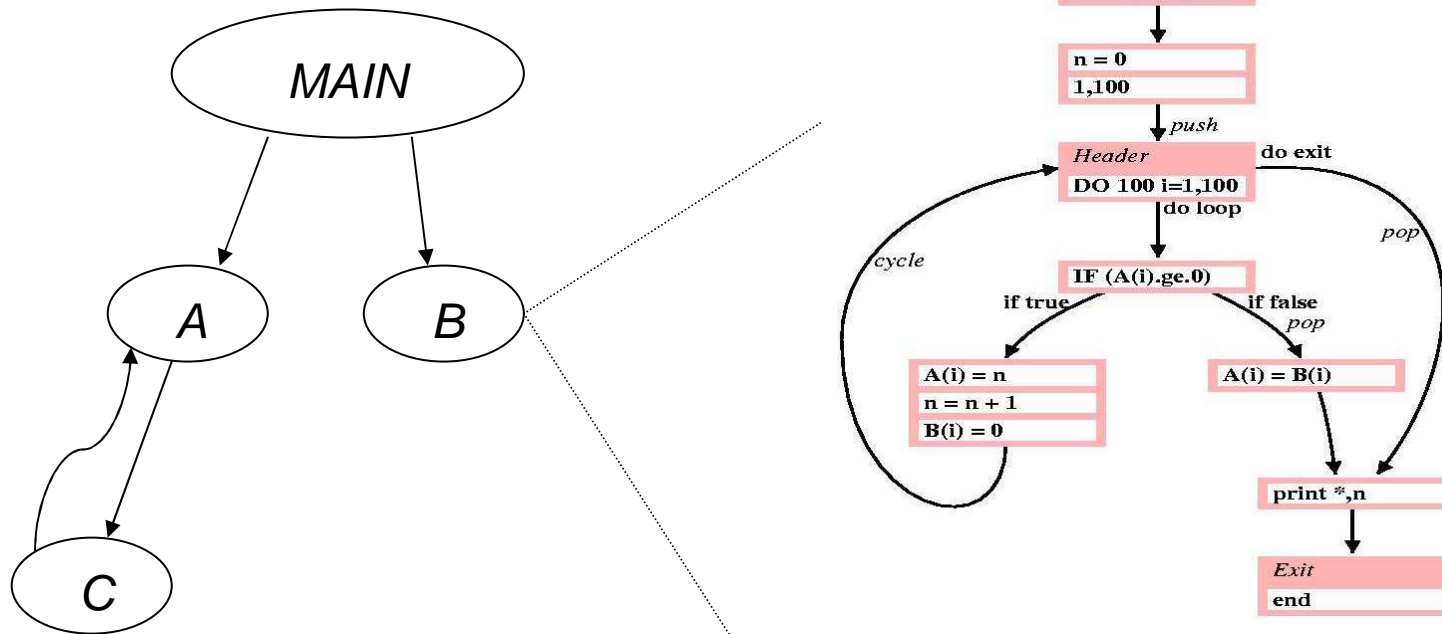 MAIN
A
B
C
n = 0
1,100
push
Header
do exit
DO 100 i=1,100
do loop
cycle
pop
IF (A(i).ge.0)
if true
if false
pop
A(i) = n
A(i) = B(i)
n = n + 1
B(i) = 0
print *,n
Exit
end